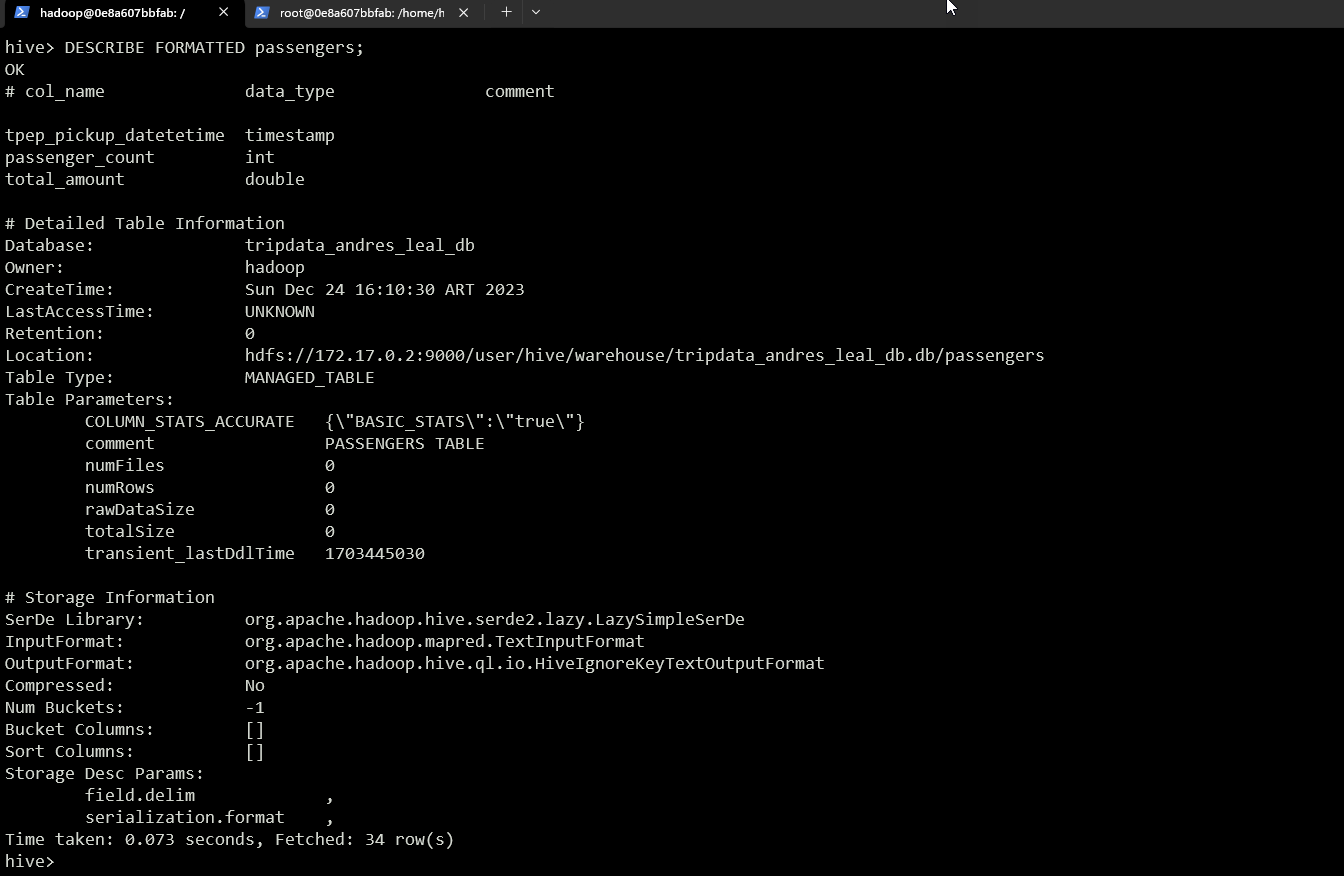 hadoop@0e8a607bbfab: /
root@0e8a607bbfab: /home/h
hive> DESCRIBE FORMATTED passengers;
OK
# col_name data_type comment
tpep_pickup_datetetime timestamp
passenger_count int
total_amount double
# Detailed Table Information
Database: tripdata_andres_leal_db
Owner: hadoop
CreateTime: Sun Dec 24 16:10:30 ART 2023
LastAccessTime: UNKNOWN
Retention: 0
Location: hdfs://172.17.0.2:9000/user/hive/warehouse/tripdata_andres_leal_db.db/passengers
Table Type: MANAGED_TABLE
Table Parameters:
COLUMN_STATS_ACCURATE {\"BASIC_STATS\":\"true\"}
comment PASSENGERS TABLE
numFiles 0
numRows 0
rawDataSize 0
totalSize 0
transient_lastDdlTime 1703445030
# Storage Information
SerDe Library: org.apache.hadoop.hive.serde2.lazy.LazySimpleSerDe
InputFormat: org.apache.hadoop.mapred.TextInputFormat
OutputFormat: org.apache.hadoop.hive.ql.io.HiveIgnoreKeyTextOutputFormat
Compressed: No
Num Buckets: -1
Bucket Columns: []
Sort Columns: []
Storage Desc Params:
field.delim ,
serialization.format ,
Time taken: 0.073 seconds, Fetched: 34 row(s)
hive>